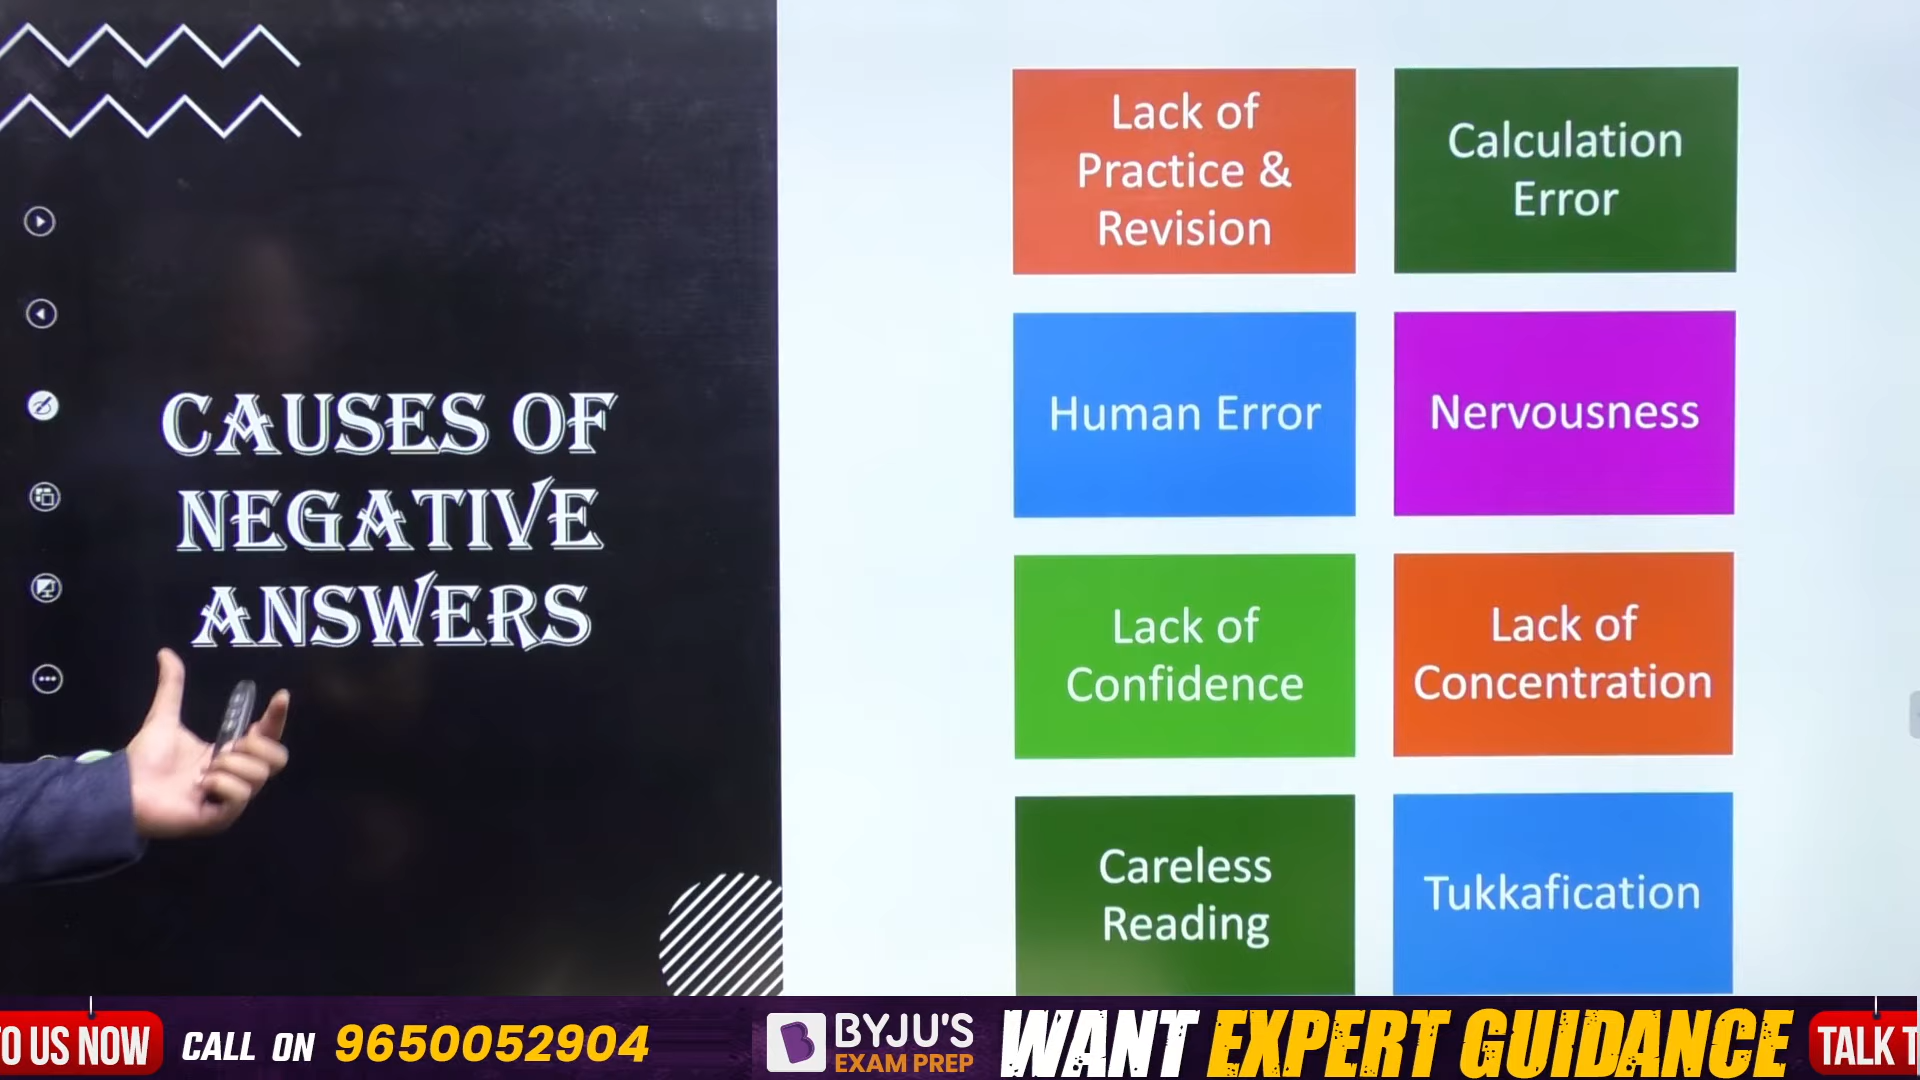 CAUSES OF
NEGATIVE
ANSWERS
Lack of
Practice &
Revision
Calculation
Error
Human Error
Nervousness
Lack of
Confidence
Lack of
Concentration
Careless
Reading
Tukkafication
TO US NOW
CALL ON 9650052904
BYJU'S
EXAM PREP
WANT EXPERT GUIDANCE
TALK T